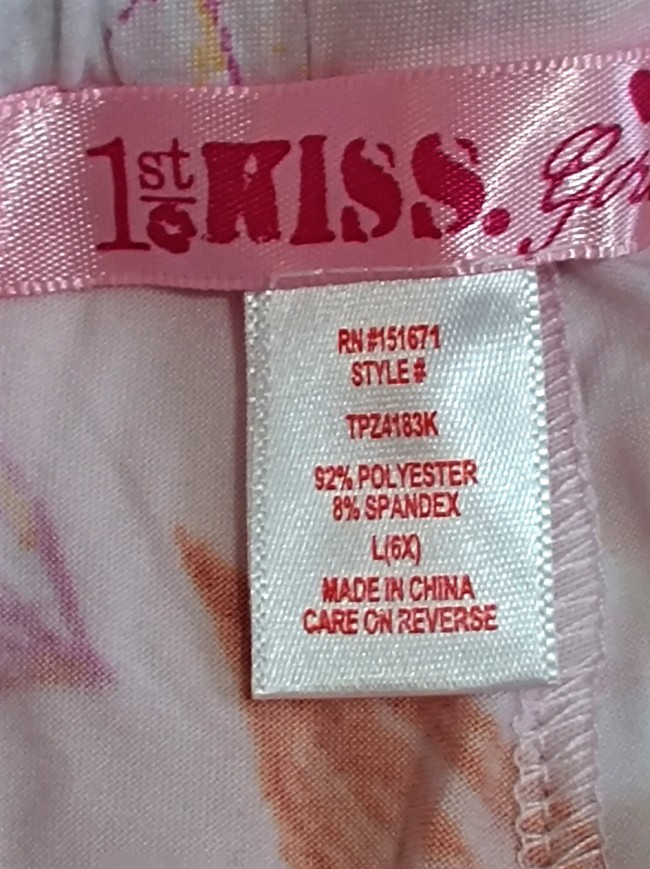 1st KISS.
RN #151671
STYLE #
TPZ4183K
92% POLYESTER
8% SPANDEX
L(6X)
MADE IN CHINA
CARE ON REVERSE